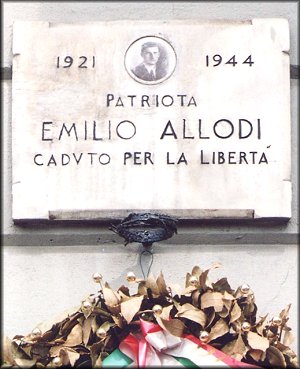 1921 1944
PATRIOTA
EMILIO ALLODI
CADVTO PER LA LIBERTÀ